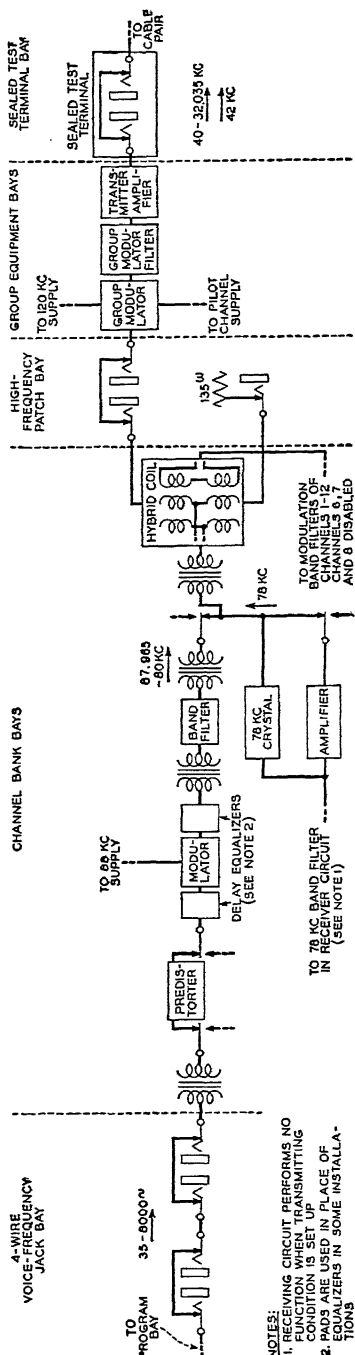 4-WIRE
VOICE-FREQUENCY
JACK BAY
CHANNEL BANK BAYS
HIGH-
FREQUENCY
PATCH BAY
GROUP EQUIPMENT BAYS
SEALED TEST
TERMINAL BAY
TO
PROGRAM
BAY
35-8000~
PREDIS-
TORTER
TO 88 KC
SUPPLY
MODU-
LATOR
DELAY EQUALIZERS
(SEE NOTE 2)
BAND
FILTER
87.965
-80KC
78 KC
CRYSTAL
AMPLIFIER
TO 78 KC BAND FILTER
IN RECEIVER CIRCUIT
(SEE NOTE 1)
78 KC
HYBRID COIL
TO MODULATION
BAND FILTERS OF
CHANNELS 1-12
CHANNELS 6, 7
AND 8 DISABLED
135 ω
TO 120 KC
SUPPLY
GROUP
MODU-
LATOR
TO PILOT
CHANNEL
SUPPLY
GROUP
MODULATOR
FILTER
TRANS-
MITTER
AMPLI-
FIER
SEALED TEST
TERMINAL
TO
CABLE
PAIR
40-32.035 KC
42 KC
NOTES:
1. RECEIVING CIRCUIT PERFORMS NO
FUNCTION WHEN TRANSMITTING
CONDITION IS SET UP
2. PADS ARE USED IN PLACE OF
EQUALIZERS IN SOME INSTALLA-
TIONS